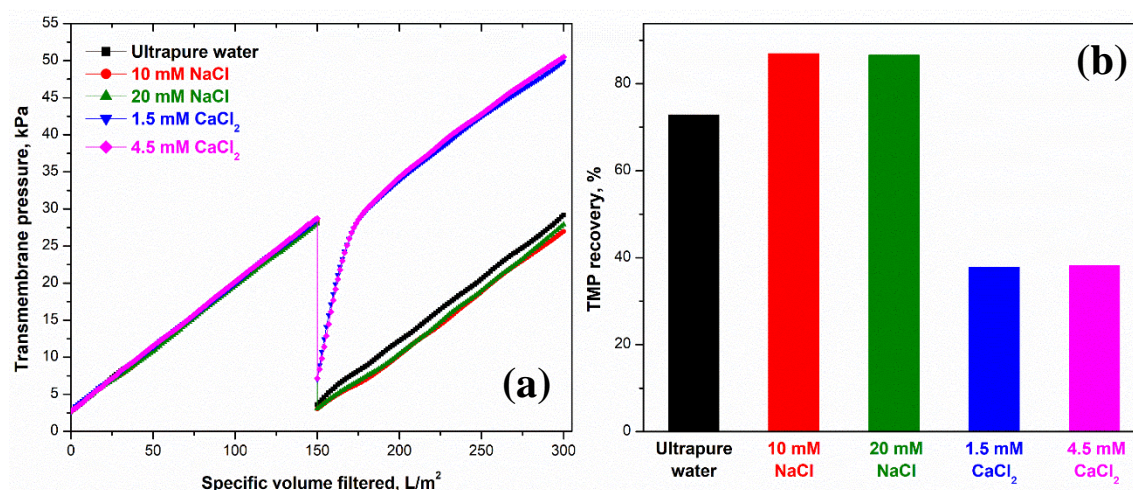 55
50
45
40
35
30
25
20
15
10
5
0
Transmembrane pressure, kPa
Ultrapure water
10 mM NaCl
20 mM NaCl
1.5 mM CaCl₂
4.5 mM CaCl₂
(a)
0 50 100 150 200 250 300
Specific volume filtered, L/m²
80
60
40
20
0
TMP recovery, %
(b)
Ultrapure 10 mM 20 mM 1.5 mM 4.5 mM
water NaCl NaCl CaCl₂ CaCl₂